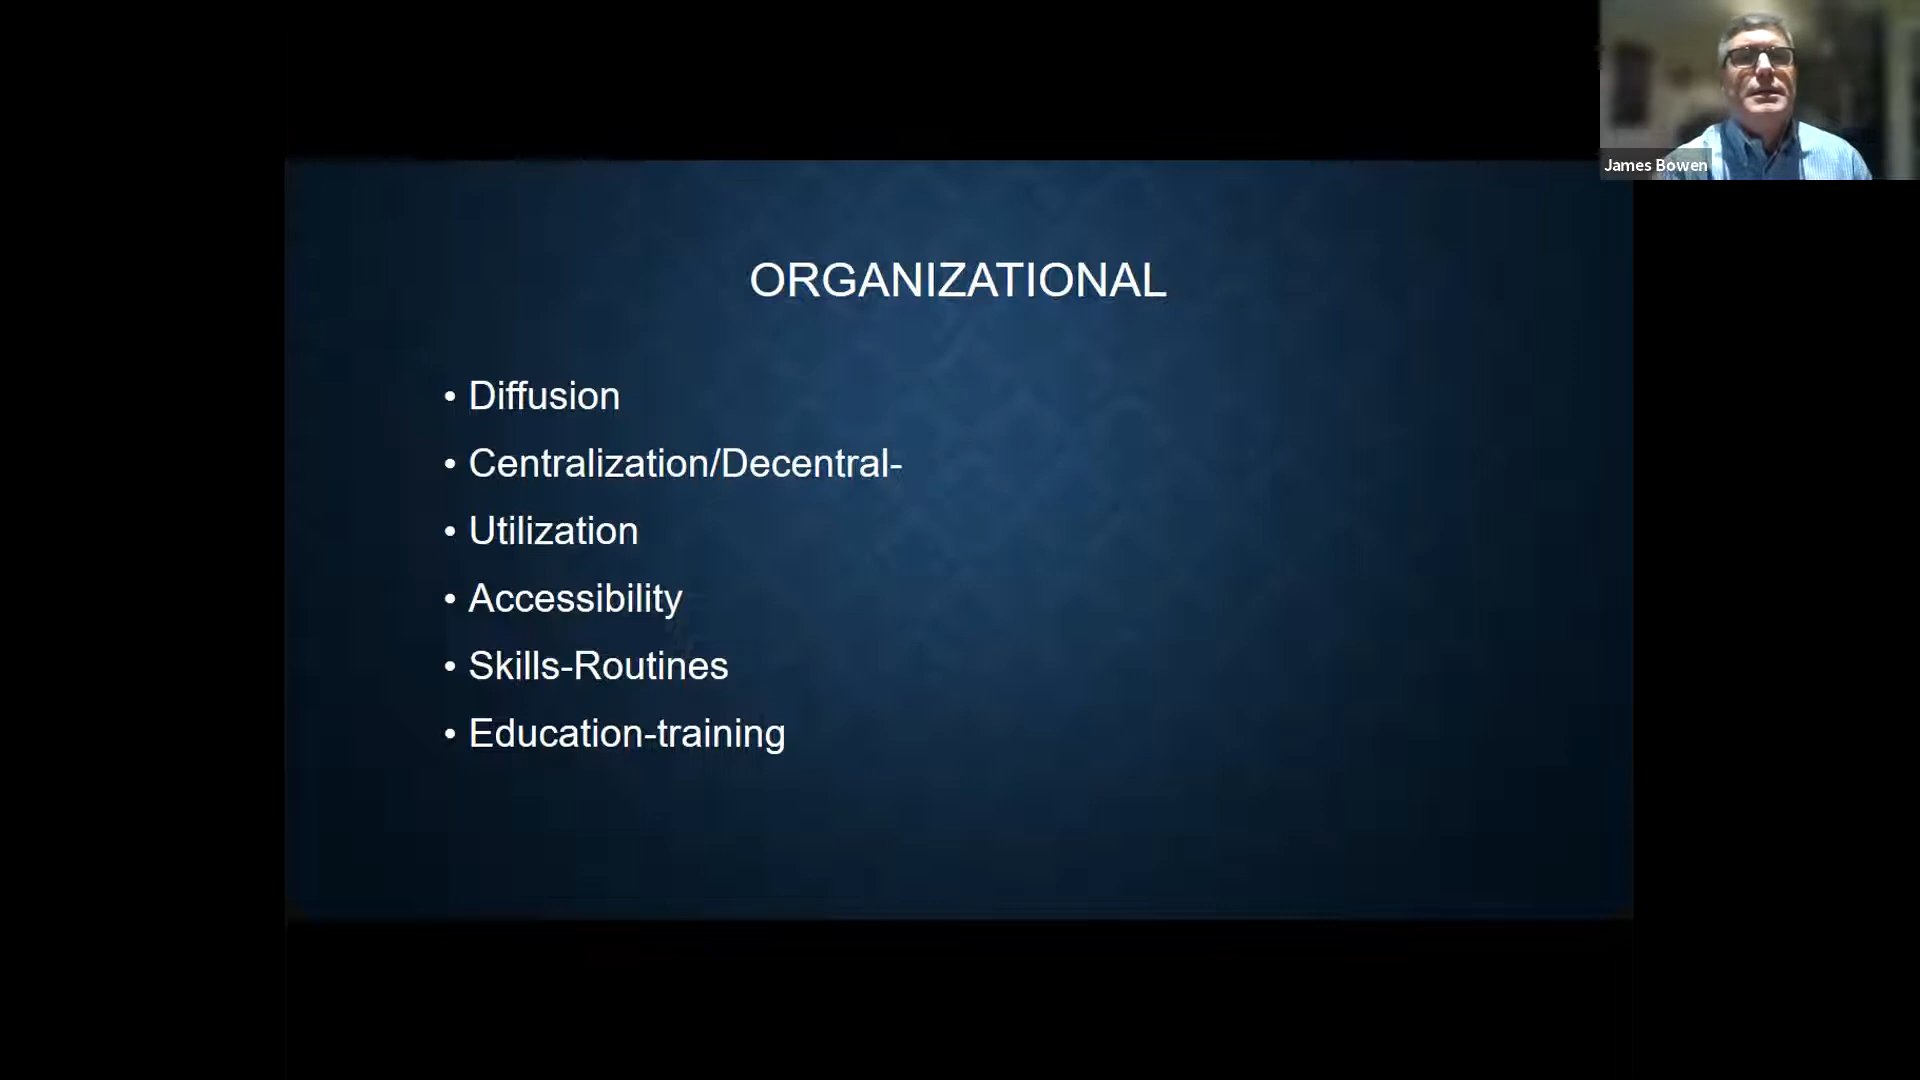 James Bowen
ORGANIZATIONAL
• Diffusion
• Centralization/Decentral-
• Utilization
• Accessibility
• Skills-Routines
• Education-training